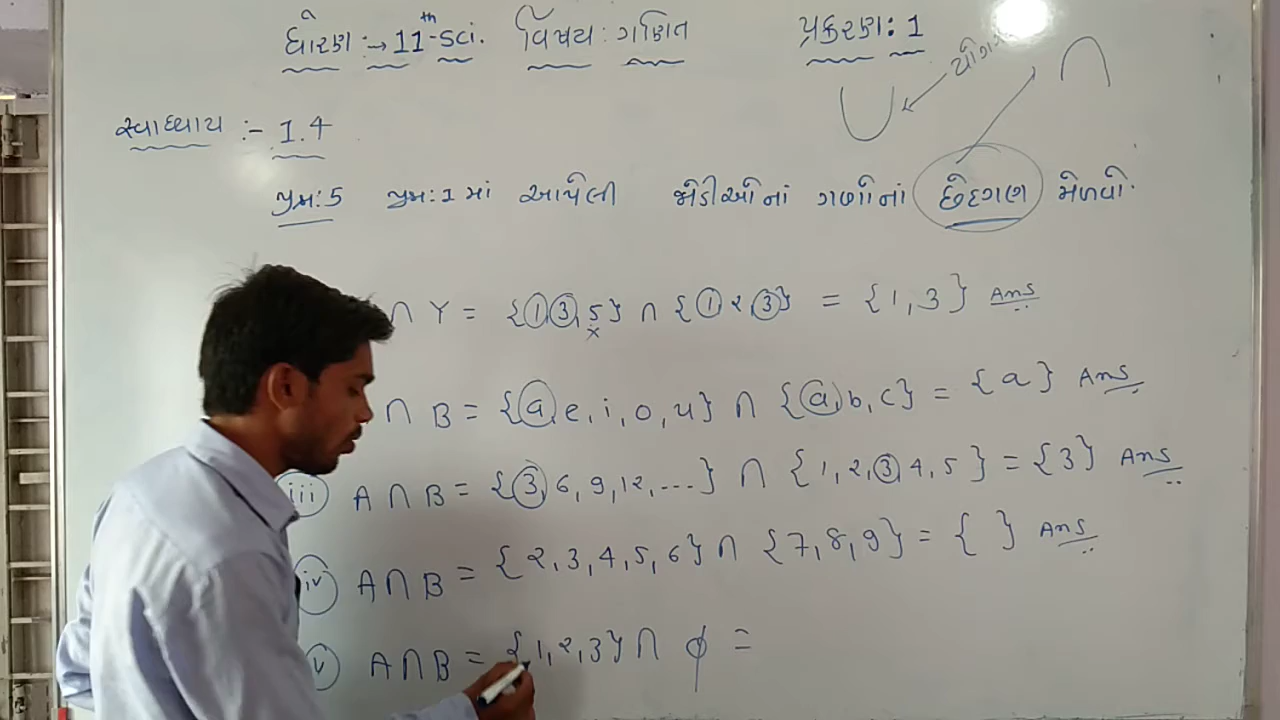 ધોરણ :→ 11th-sci. વિષય : ગણિત પ્રકરણ : 1
સ્વાધ્યાય :- 1.4
પ્રશ્ન: 5 પ્રશ્ન: 1 માં આપેલી જોડીઓનાં ગણોનાં છેદગણ મેળવો.
∩ Y = {1, 3, 5} ∩ {1, 2, 3} = {1, 3} Ans
∩ B = {a, e, i, o, u} ∩ {a, b, c} = {a} Ans
iii A ∩ B = {3, 6, 9, 12, ...} ∩ {1, 2, 3, 4, 5} = {3} Ans
iv A ∩ B = {2, 3, 4, 5, 6} ∩ {7, 8, 9} = { } Ans
v A ∩ B = {1, 2, 3} ∩ ϕ =